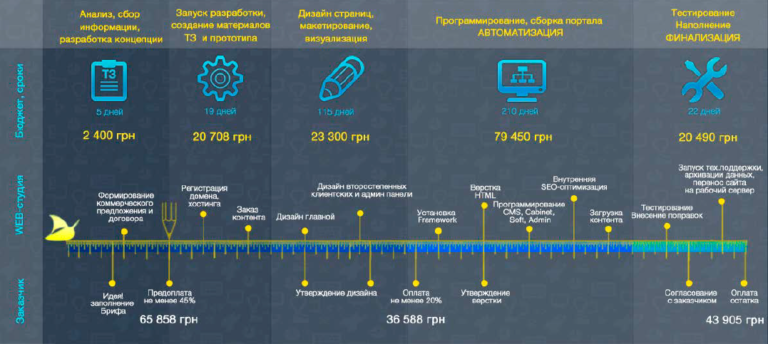 Анализ, сбор
информации,
разработка концепции
Запуск разработки,
создание материалов
ТЗ и прототипа
Дизайн страниц,
макетирование,
визуализация
Программирование, сборка портала
АВТОМАТИЗАЦИЯ
Тестирование
Наполнение
ФИНАЛИЗАЦИЯ
Бюджет, сроки
ТЗ
5 дней
19 дней
115 дней
210 дней
22 дней
2 400 грн
20 708 грн
23 300 грн
79 450 грн
20 490 грн
WEB-студия
Формирование
коммерческого
предложения и
договора
Регистрация
домена,
хостинга
Заказ
контента
Дизайн главной
Дизайн второстепенных
клиентских и админ панели
Установка
Framework
Верстка
HTML
Программирование
CMS, Cabinet,
Soft, Admin
Внутренняя
SEO-оптимизация
Загрузка
контента
Тестирование
Внесение поправок
Запуск тех.поддержки,
архивации данных,
перенос сайта
на рабочий сервер
Заказчик
Идея!
заполнение
Брифа
Предоплата
не менее 45%
65 858 грн
Утверждение дизайна
Оплата
не менее 20%
36 588 грн
Утверждение
верстки
Согласование
с заказчиком
Оплата
остатка
43 905 грн